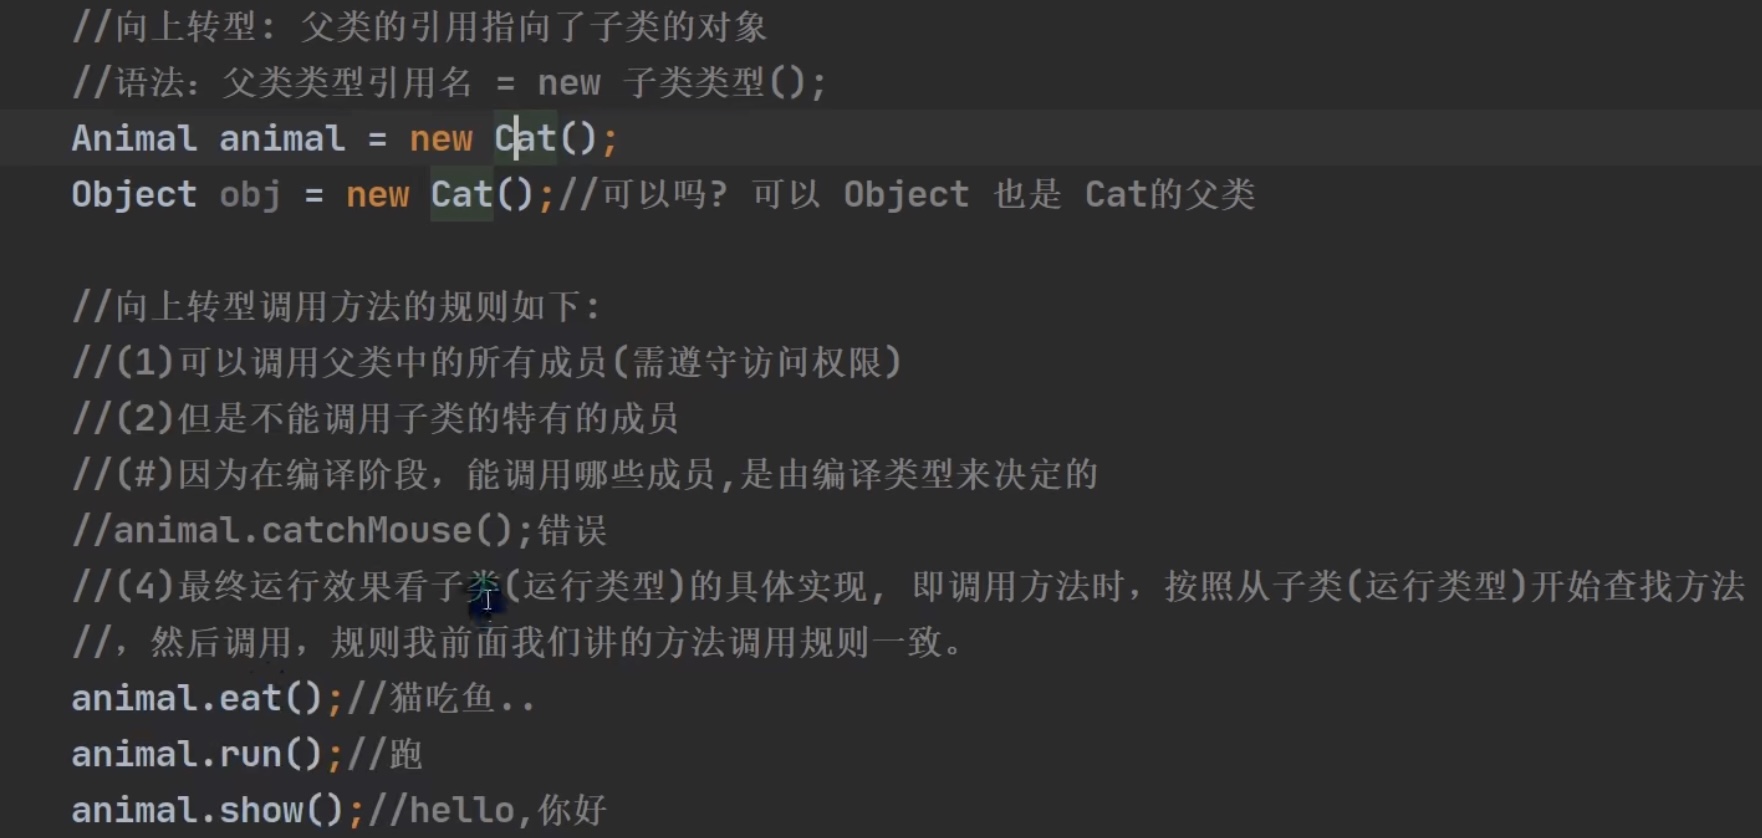 //向上转型: 父类的引用指向了子类的对象
//语法：父类类型引用名 = new 子类类型();
Animal animal = new Cat();
Object obj = new Cat();//可以吗? 可以 Object 也是 Cat的父类
//向上转型调用方法的规则如下:
//(1)可以调用父类中的所有成员(需遵守访问权限)
//(2)但是不能调用子类的特有的成员
//(#)因为在编译阶段，能调用哪些成员,是由编译类型来决定的
//animal.catchMouse();错误
//(4)最终运行效果看子类(运行类型)的具体实现, 即调用方法时，按照从子类(运行类型)开始查找方法
//，然后调用，规则我前面我们讲的方法调用规则一致。
animal.eat();//猫吃鱼..
animal.run();//跑
animal.show();//hello,你好